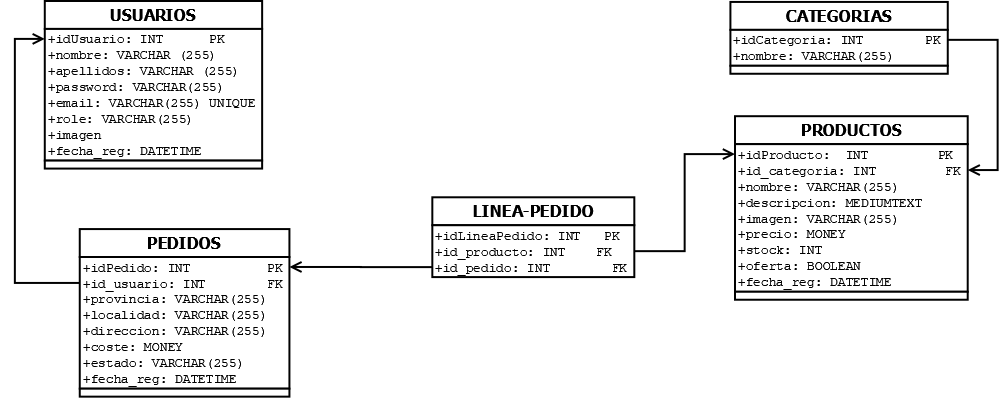 USUARIOS
+idUsuario: INT PK
+nombre: VARCHAR (255)
+apellidos: VARCHAR (255)
+password: VARCHAR(255)
+email: VARCHAR(255) UNIQUE
+role: VARCHAR(255)
+imagen
+fecha_reg: DATETIME
CATEGORIAS
+idCategoria: INT PK
+nombre: VARCHAR(255)
PRODUCTOS
+idProducto: INT PK
+id_categoria: INT FK
+nombre: VARCHAR(255)
+descripcion: MEDIUMTEXT
+imagen: VARCHAR(255)
+precio: MONEY
+stock: INT
+oferta: BOOLEAN
+fecha_reg: DATETIME
LINEA-PEDIDO
+idLineaPedido: INT PK
+id_producto: INT FK
+id_pedido: INT FK
PEDIDOS
+idPedido: INT PK
+id_usuario: INT FK
+provincia: VARCHAR(255)
+localidad: VARCHAR(255)
+direccion: VARCHAR(255)
+coste: MONEY
+estado: VARCHAR(255)
+fecha_reg: DATETIME